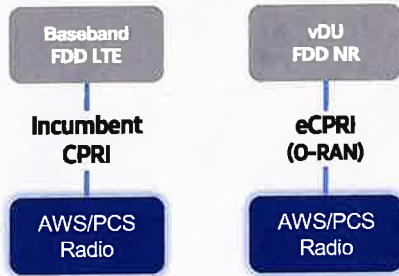 Baseband
FDD LTE
Incumbent
CPRI
AWS/PCS
Radio
vDU
FDD NR
eCPRI
(O-RAN)
AWS/PCS
Radio